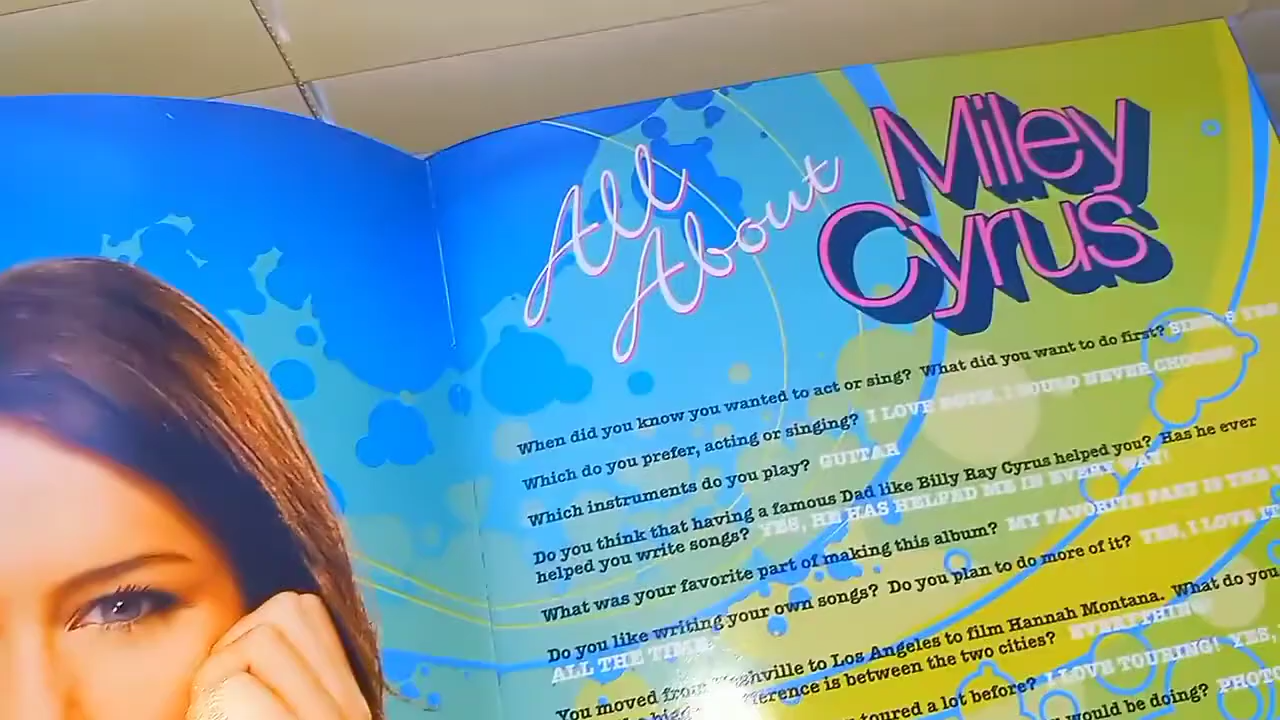 All
About
Miley
Cyrus
When did you know you wanted to act or sing? What did you want to do first?
Which do you prefer, acting or singing? I LOVE BOTH, I COULD NEVER CHOOSE!
Which instruments do you play? GUITAR
Do you think that having a famous Dad like Billy Ray Cyrus helped you? Has he ever
helped you write songs? YES, HE HAS HELPED ME IN EVERY WAY!
What was your favorite part of making this album? MY FAVORITE PART IS THE
Do you like writing your own songs? Do you plan to do more of it? YES, I LOVE IT
ALL THE TIME.
You moved from Nashville to Los Angeles to film Hannah Montana. What do you
difference is between the two cities? EVERYTHING
toured a lot before? I LOVE TOURING! YES,
would be doing?